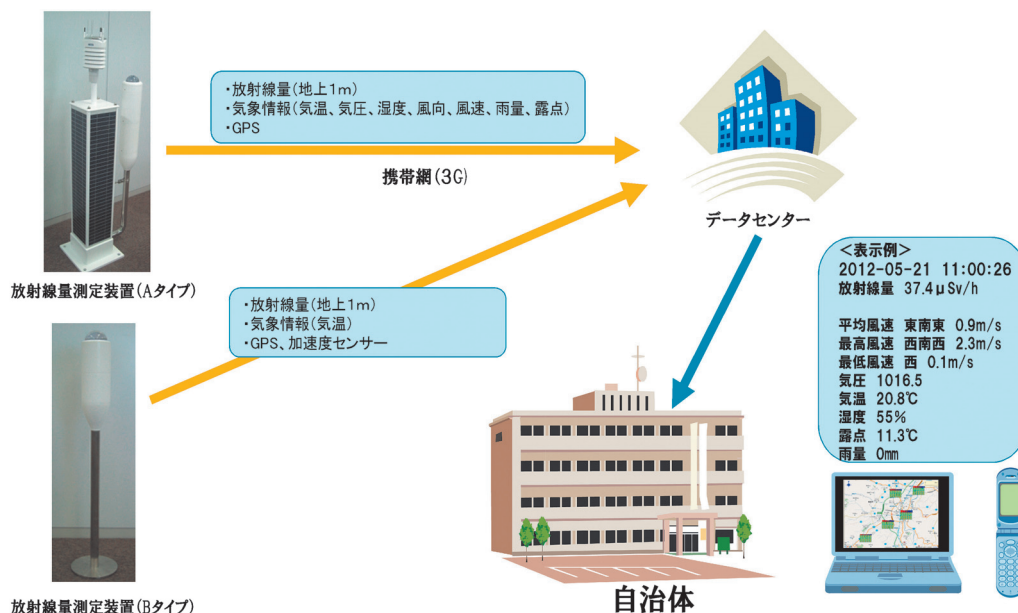 ・放射線量(地上1m)
・気象情報(気温、気圧、湿度、風向、風速、雨量、露点)
・GPS
携帯網(3G)
データセンター
放射線量測定装置(Aタイプ)
・放射線量(地上1m)
・気象情報(気温)
・GPS、加速度センサー
<表示例>
2012-05-21 11:00:26
放射線量 37.4μSv/h
平均風速 東南東 0.9m/s
最高風速 西南西 2.3m/s
最低風速 西 0.1m/s
気圧 1016.5
気温 20.8℃
湿度 55%
露点 11.3℃
雨量 0mm
放射線量測定装置(Bタイプ)
自治体